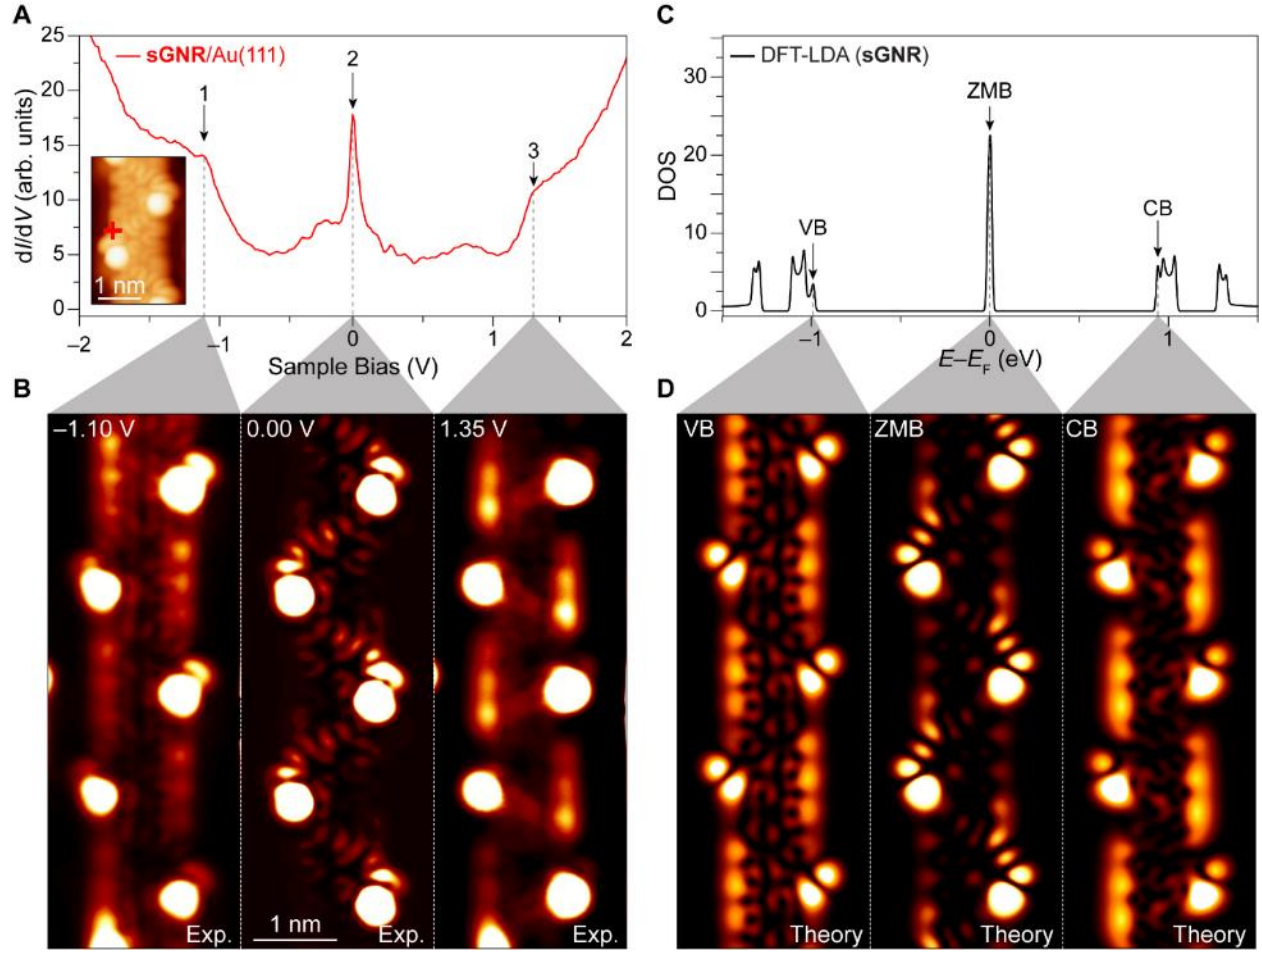 A
25
20
15
10
5
0
dI/dV (arb. units)
sGNR/Au(111)
1
2
3
1 nm
–2
–1
0
1
2
Sample Bias (V)
C
30
20
10
0
DOS
DFT-LDA (sGNR)
ZMB
VB
CB
–1
0
1
E–EF (eV)
B
–1.10 V
0.00 V
1.35 V
1 nm
Exp.
Exp.
Exp.
D
VB
ZMB
CB
Theory
Theory
Theory